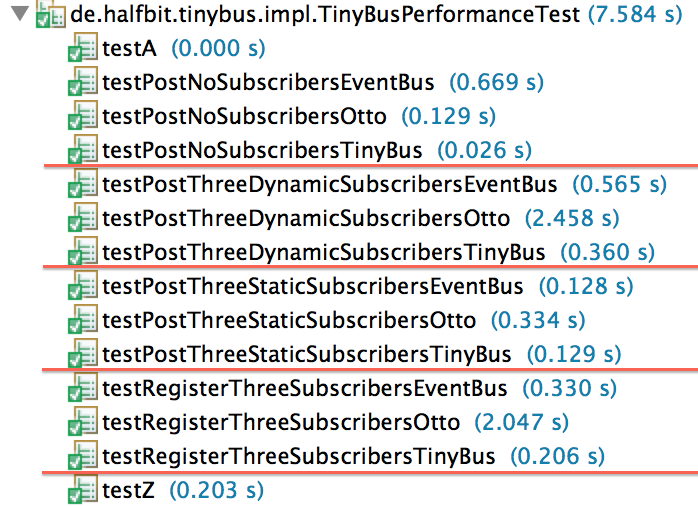 de.halfbit.tinybus.impl.TinyBusPerformanceTest (7.584 s)
testA (0.000 s)
testPostNoSubscribersEventBus (0.669 s)
testPostNoSubscribersOtto (0.129 s)
testPostNoSubscribersTinyBus (0.026 s)
testPostThreeDynamicSubscribersEventBus (0.565 s)
testPostThreeDynamicSubscribersOtto (2.458 s)
testPostThreeDynamicSubscribersTinyBus (0.360 s)
testPostThreeStaticSubscribersEventBus (0.128 s)
testPostThreeStaticSubscribersOtto (0.334 s)
testPostThreeStaticSubscribersTinyBus (0.129 s)
testRegisterThreeSubscribersEventBus (0.330 s)
testRegisterThreeSubscribersOtto (2.047 s)
testRegisterThreeSubscribersTinyBus (0.206 s)
testZ (0.203 s)